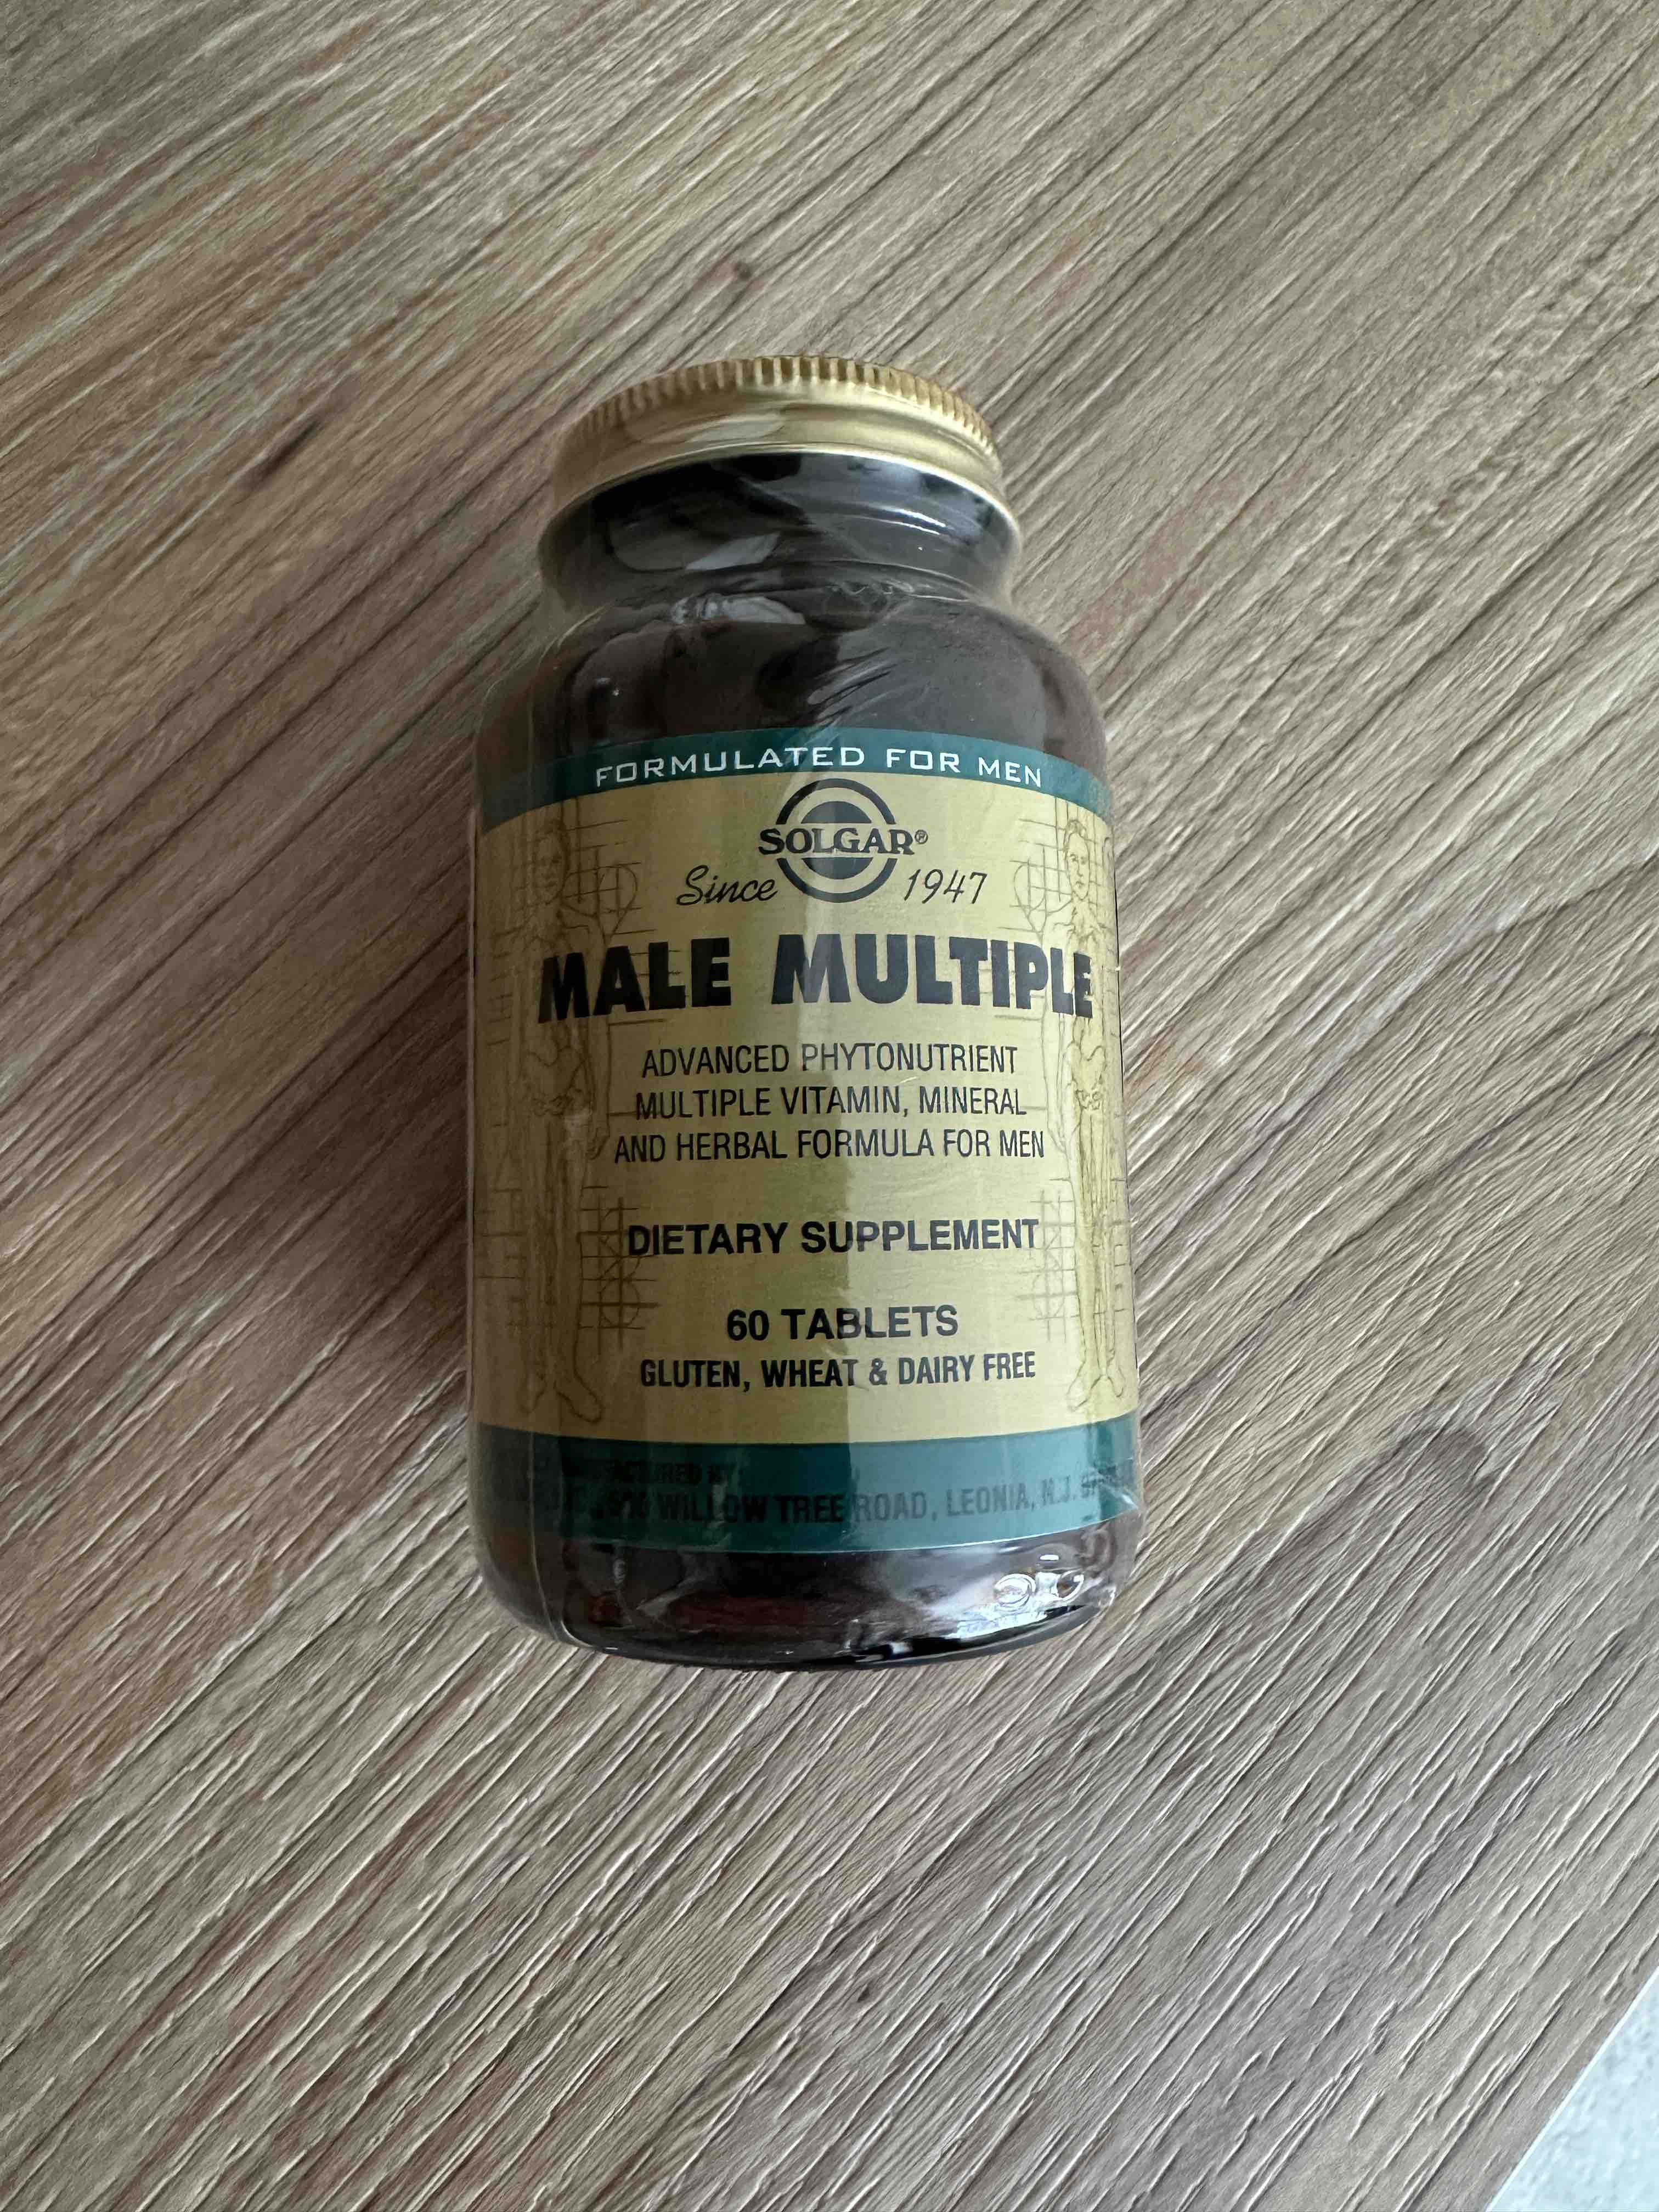 FORMULATED FOR MEN
SOLGAR®
Since 1947
MALE MULTIPLE
ADVANCED PHYTONUTRIENT
MULTIPLE VITAMIN, MINERAL
AND HERBAL FORMULA FOR MEN
DIETARY SUPPLEMENT
60 TABLETS
GLUTEN, WHEAT & DAIRY FREE
BY
WILLOW TREE ROAD, LEONIA, N.J.